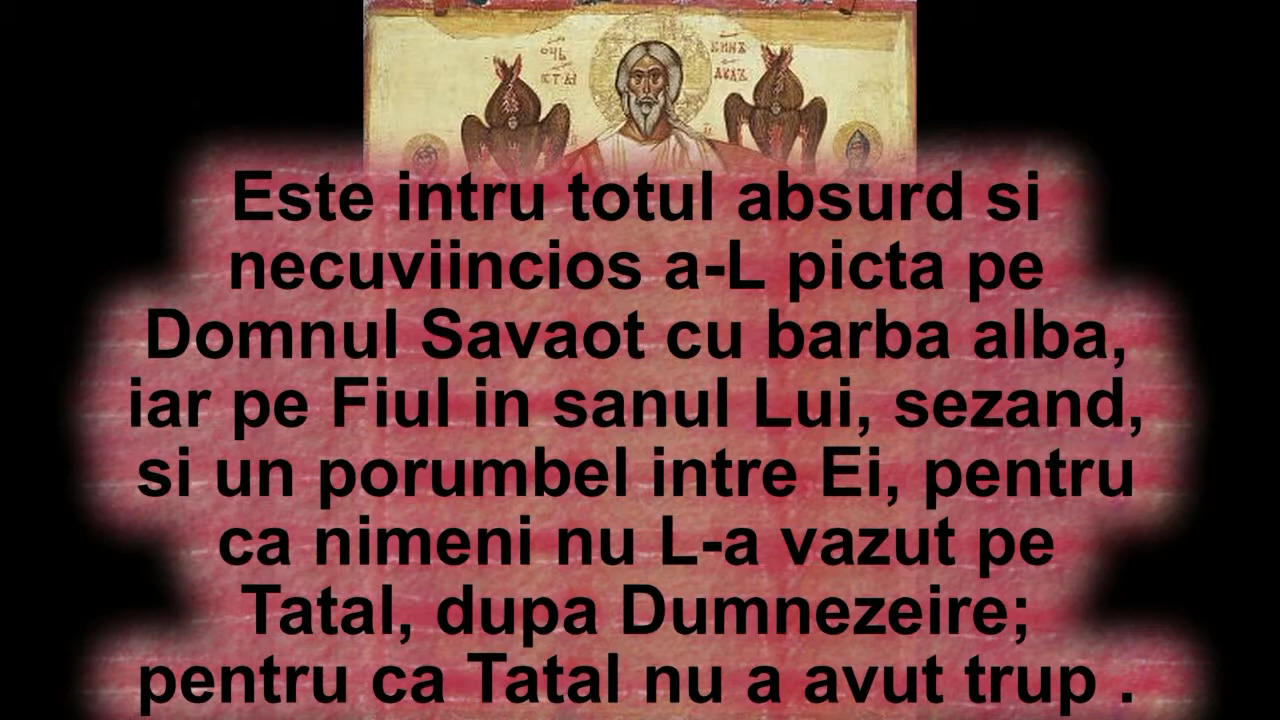 Este intru totul absurd si
necuviincios a-L picta pe
Domnul Savaot cu barba alba,
iar pe Fiul in sanul Lui, sezand,
si un porumbel intre Ei, pentru
ca nimeni nu L-a vazut pe
Tatal, dupa Dumnezeire;
pentru ca Tatal nu a avut trup .